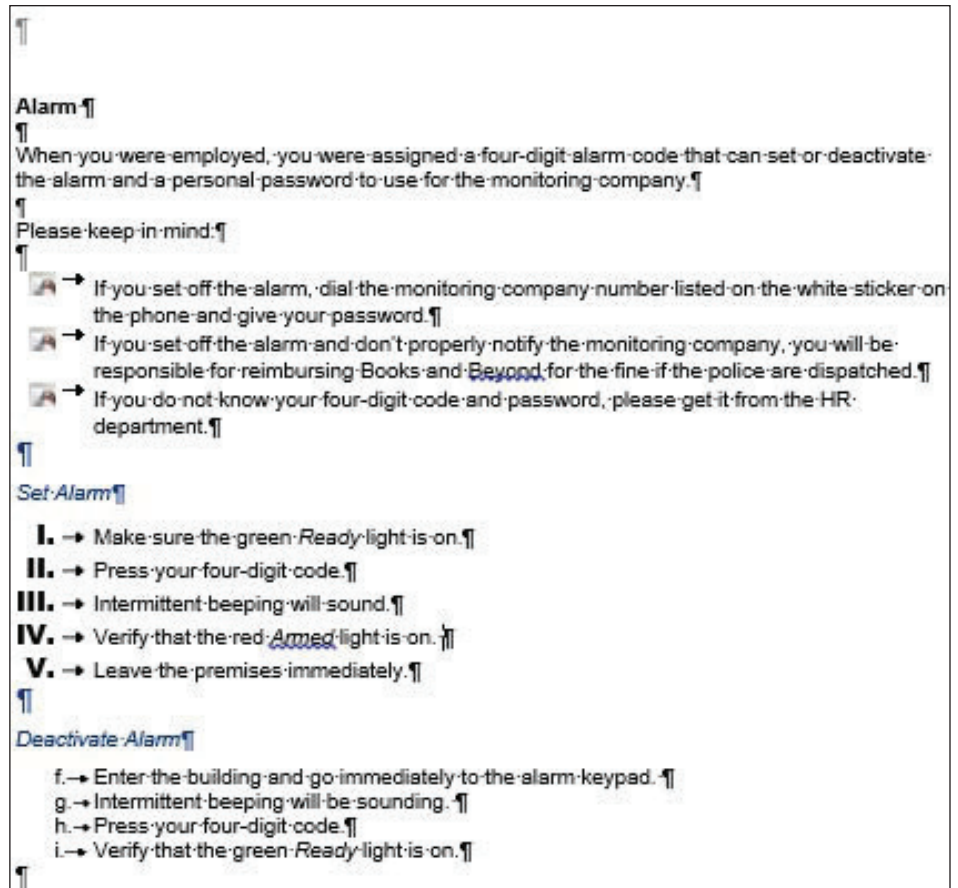 ¶
Alarm·¶
¶
When·you·were·employed,·you·were·assigned·a·four-digit·alarm·code·that·can·set·or·deactivate·
the·alarm·and·a·personal·password·to·use·for·the·monitoring·company.¶
¶
Please·keep·in·mind:¶
¶
→ If·you·set·off·the·alarm,·dial·the·monitoring·company·number·listed·on·the·white·sticker·on·
the·phone·and·give·your·password.¶
→ If·you·set·off·the·alarm·and·don't·properly·notify·the·monitoring·company,·you·will·be·
responsible·for·reimbursing·Books·and·Beyond·for·the·fine·if·the·police·are·dispatched.¶
→ If·you·do·not·know·your·four-digit·code·and·password,·please·get·it·from·the·HR·
department.¶
¶
Set·Alarm¶
I. → Make·sure·the·green·Ready·light·is·on.¶
II. → Press·your·four-digit·code.¶
III. → Intermittent·beeping·will·sound.¶
IV. → Verify·that·the·red·Armed·light·is·on.·¶
V. → Leave·the·premises·immediately.¶
¶
Deactivate·Alarm¶
f.→ Enter·the·building·and·go·immediately·to·the·alarm·keypad.·¶
g.→ Intermittent·beeping·will·be·sounding.·¶
h.→ Press·your·four-digit·code.¶
i.→ Verify·that·the·green·Ready·light·is·on.¶
¶